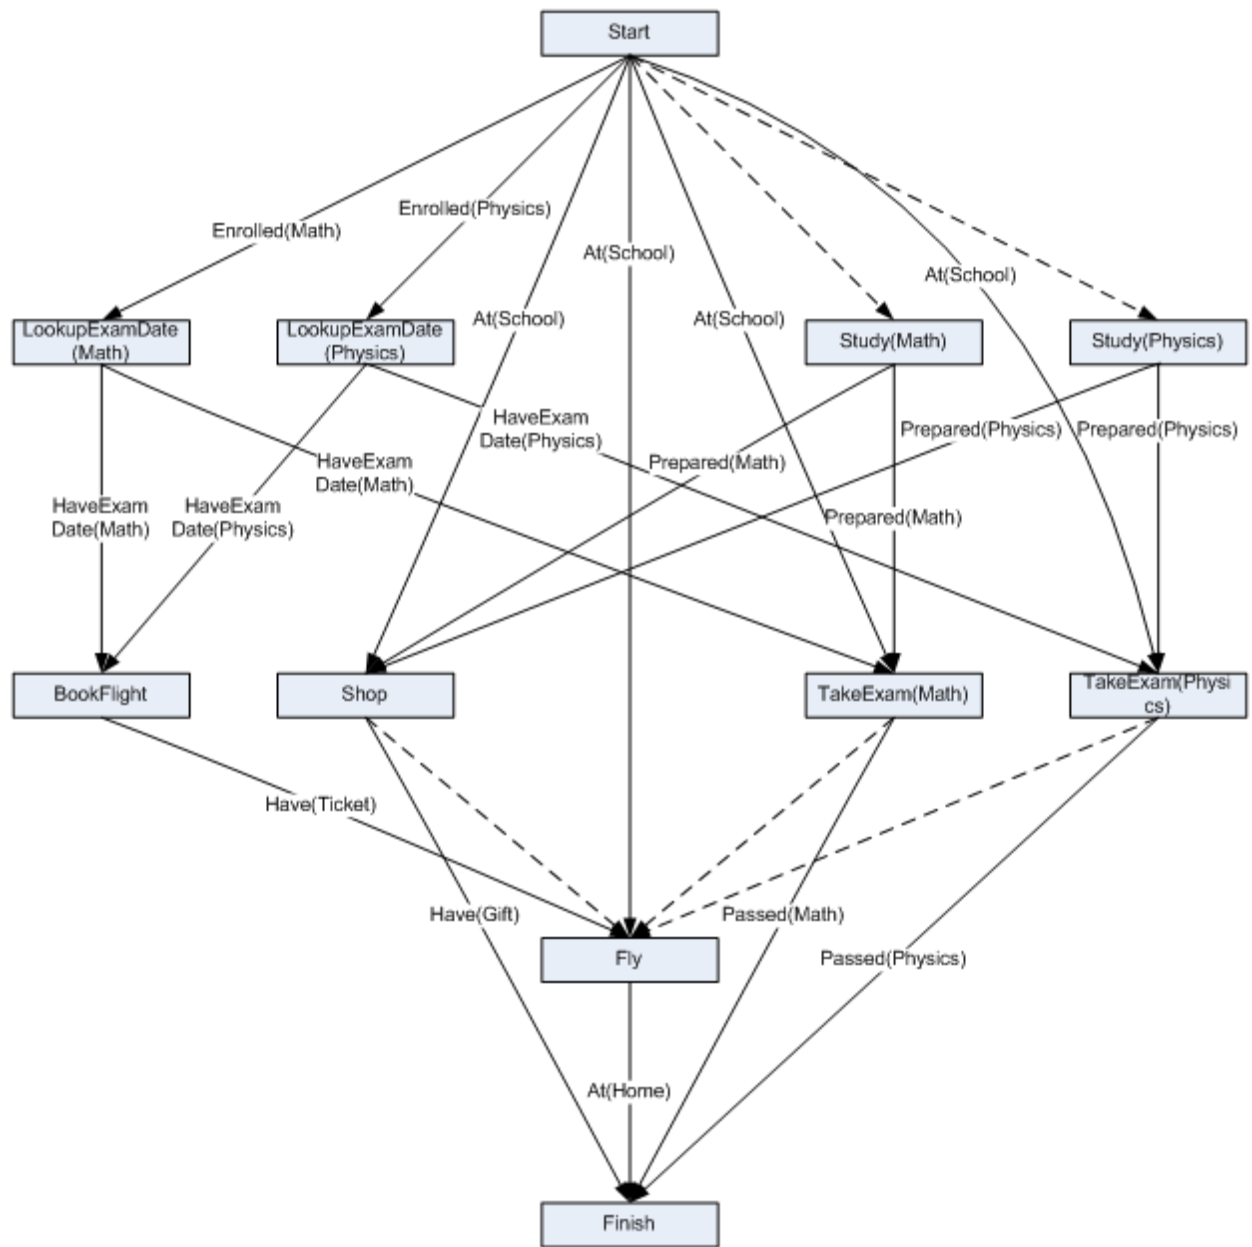 Start
Enrolled(Physics)
Enrolled(Math)
At(School)
At(School)
At(School)
At(School)
LookupExamDate
(Math)
LookupExamDate
(Physics)
Study(Math)
Study(Physics)
HaveExam
Date(Physics)
Prepared(Physics)
Prepared(Physics)
HaveExam
Date(Math)
Prepared(Math)
HaveExam
Date(Math)
HaveExam
Date(Physics)
Prepared(Math)
BookFlight
Shop
TakeExam(Math)
TakeExam(Physi
cs)
Have(Ticket)
Have(Gift)
Passed(Math)
Fly
Passed(Physics)
At(Home)
Finish